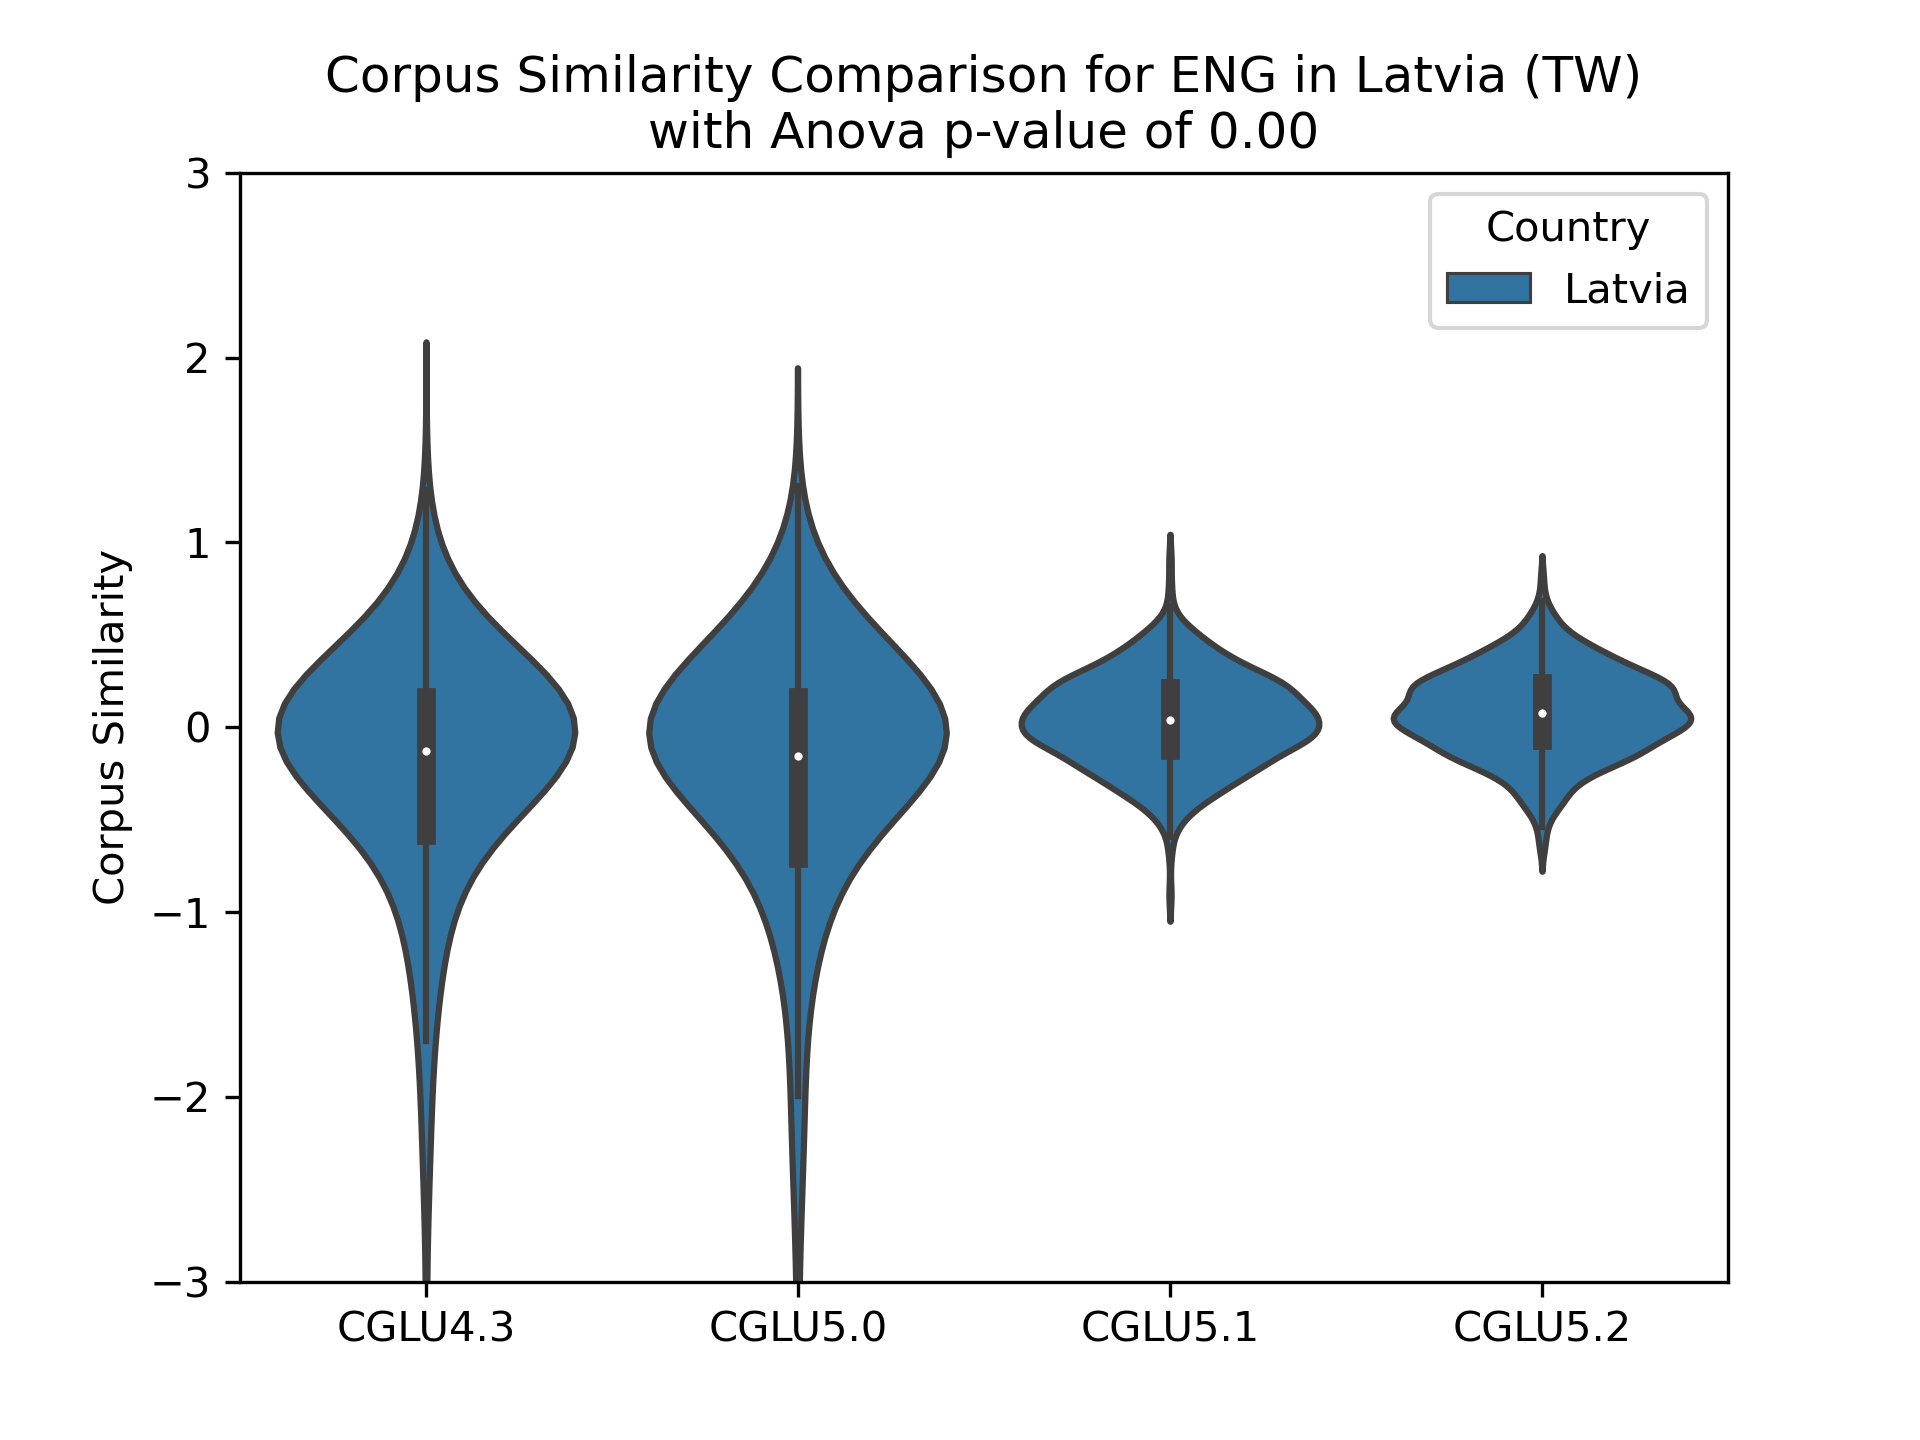 Corpus Similarity Comparison for ENG in Latvia (TW)
with Anova p-value of 0.00
Country
Latvia
Corpus Similarity
3
2
1
0
−1
−2
−3
CGLU4.3
CGLU5.0
CGLU5.1
CGLU5.2